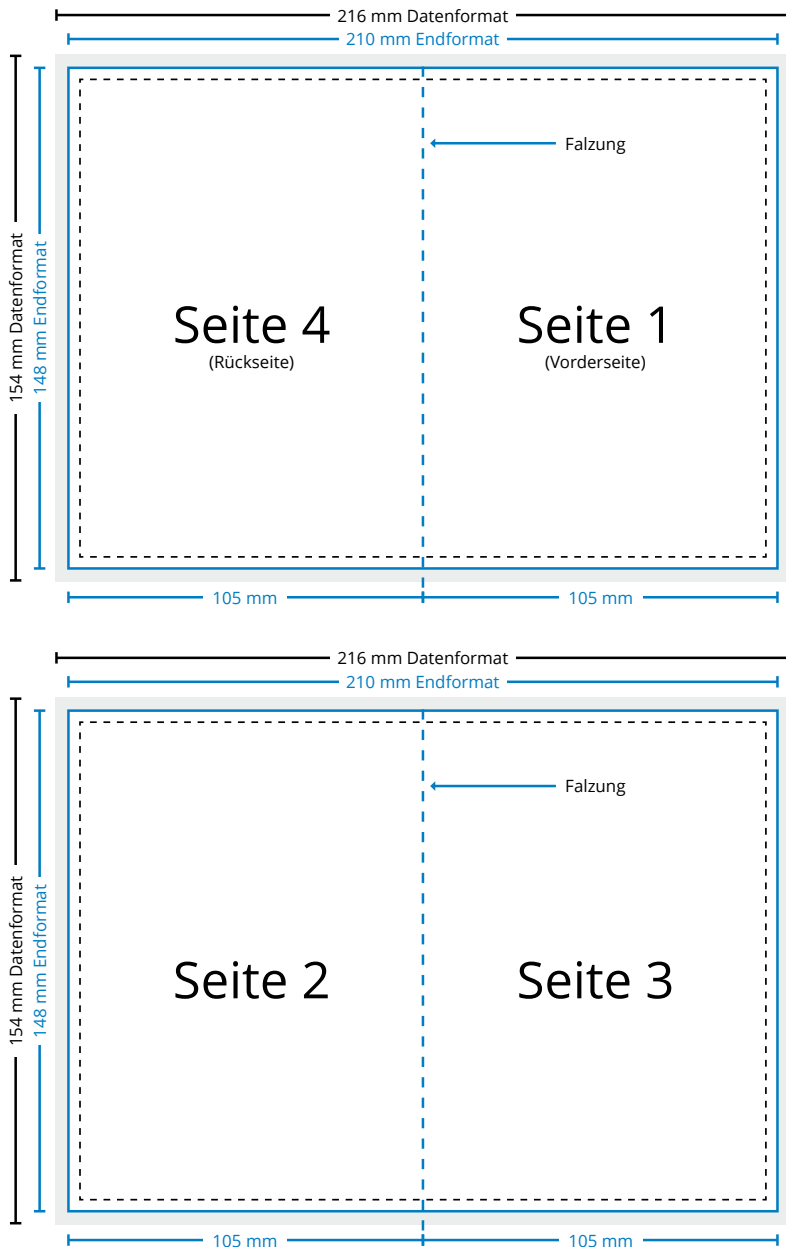 216 mm Datenformat
210 mm Endformat
154 mm Datenformat
148 mm Endformat
Falzung
Seite 4
(Rückseite)
Seite 1
(Vorderseite)
105 mm
105 mm
216 mm Datenformat
210 mm Endformat
154 mm Datenformat
148 mm Endformat
Falzung
Seite 2
Seite 3
105 mm
105 mm